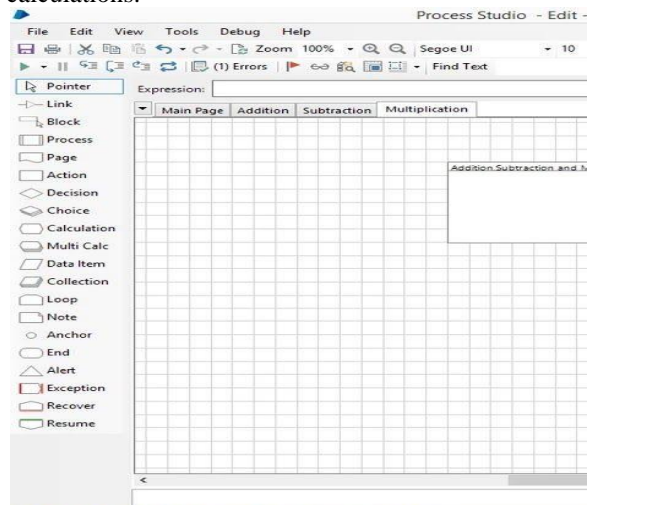 calculations.
Process Studio - Edit -
File Edit View Tools Debug Help
Zoom 100% Segoe UI 10
(1) Errors Find Text
Pointer
Expression:
Main Page Addition Subtraction Multiplication
Link
Block
Process
Page
Action
Decision
Choice
Calculation
Multi Calc
Data Item
Collection
Loop
Note
Anchor
End
Alert
Exception
Recover
Resume
Addition Subtraction and M